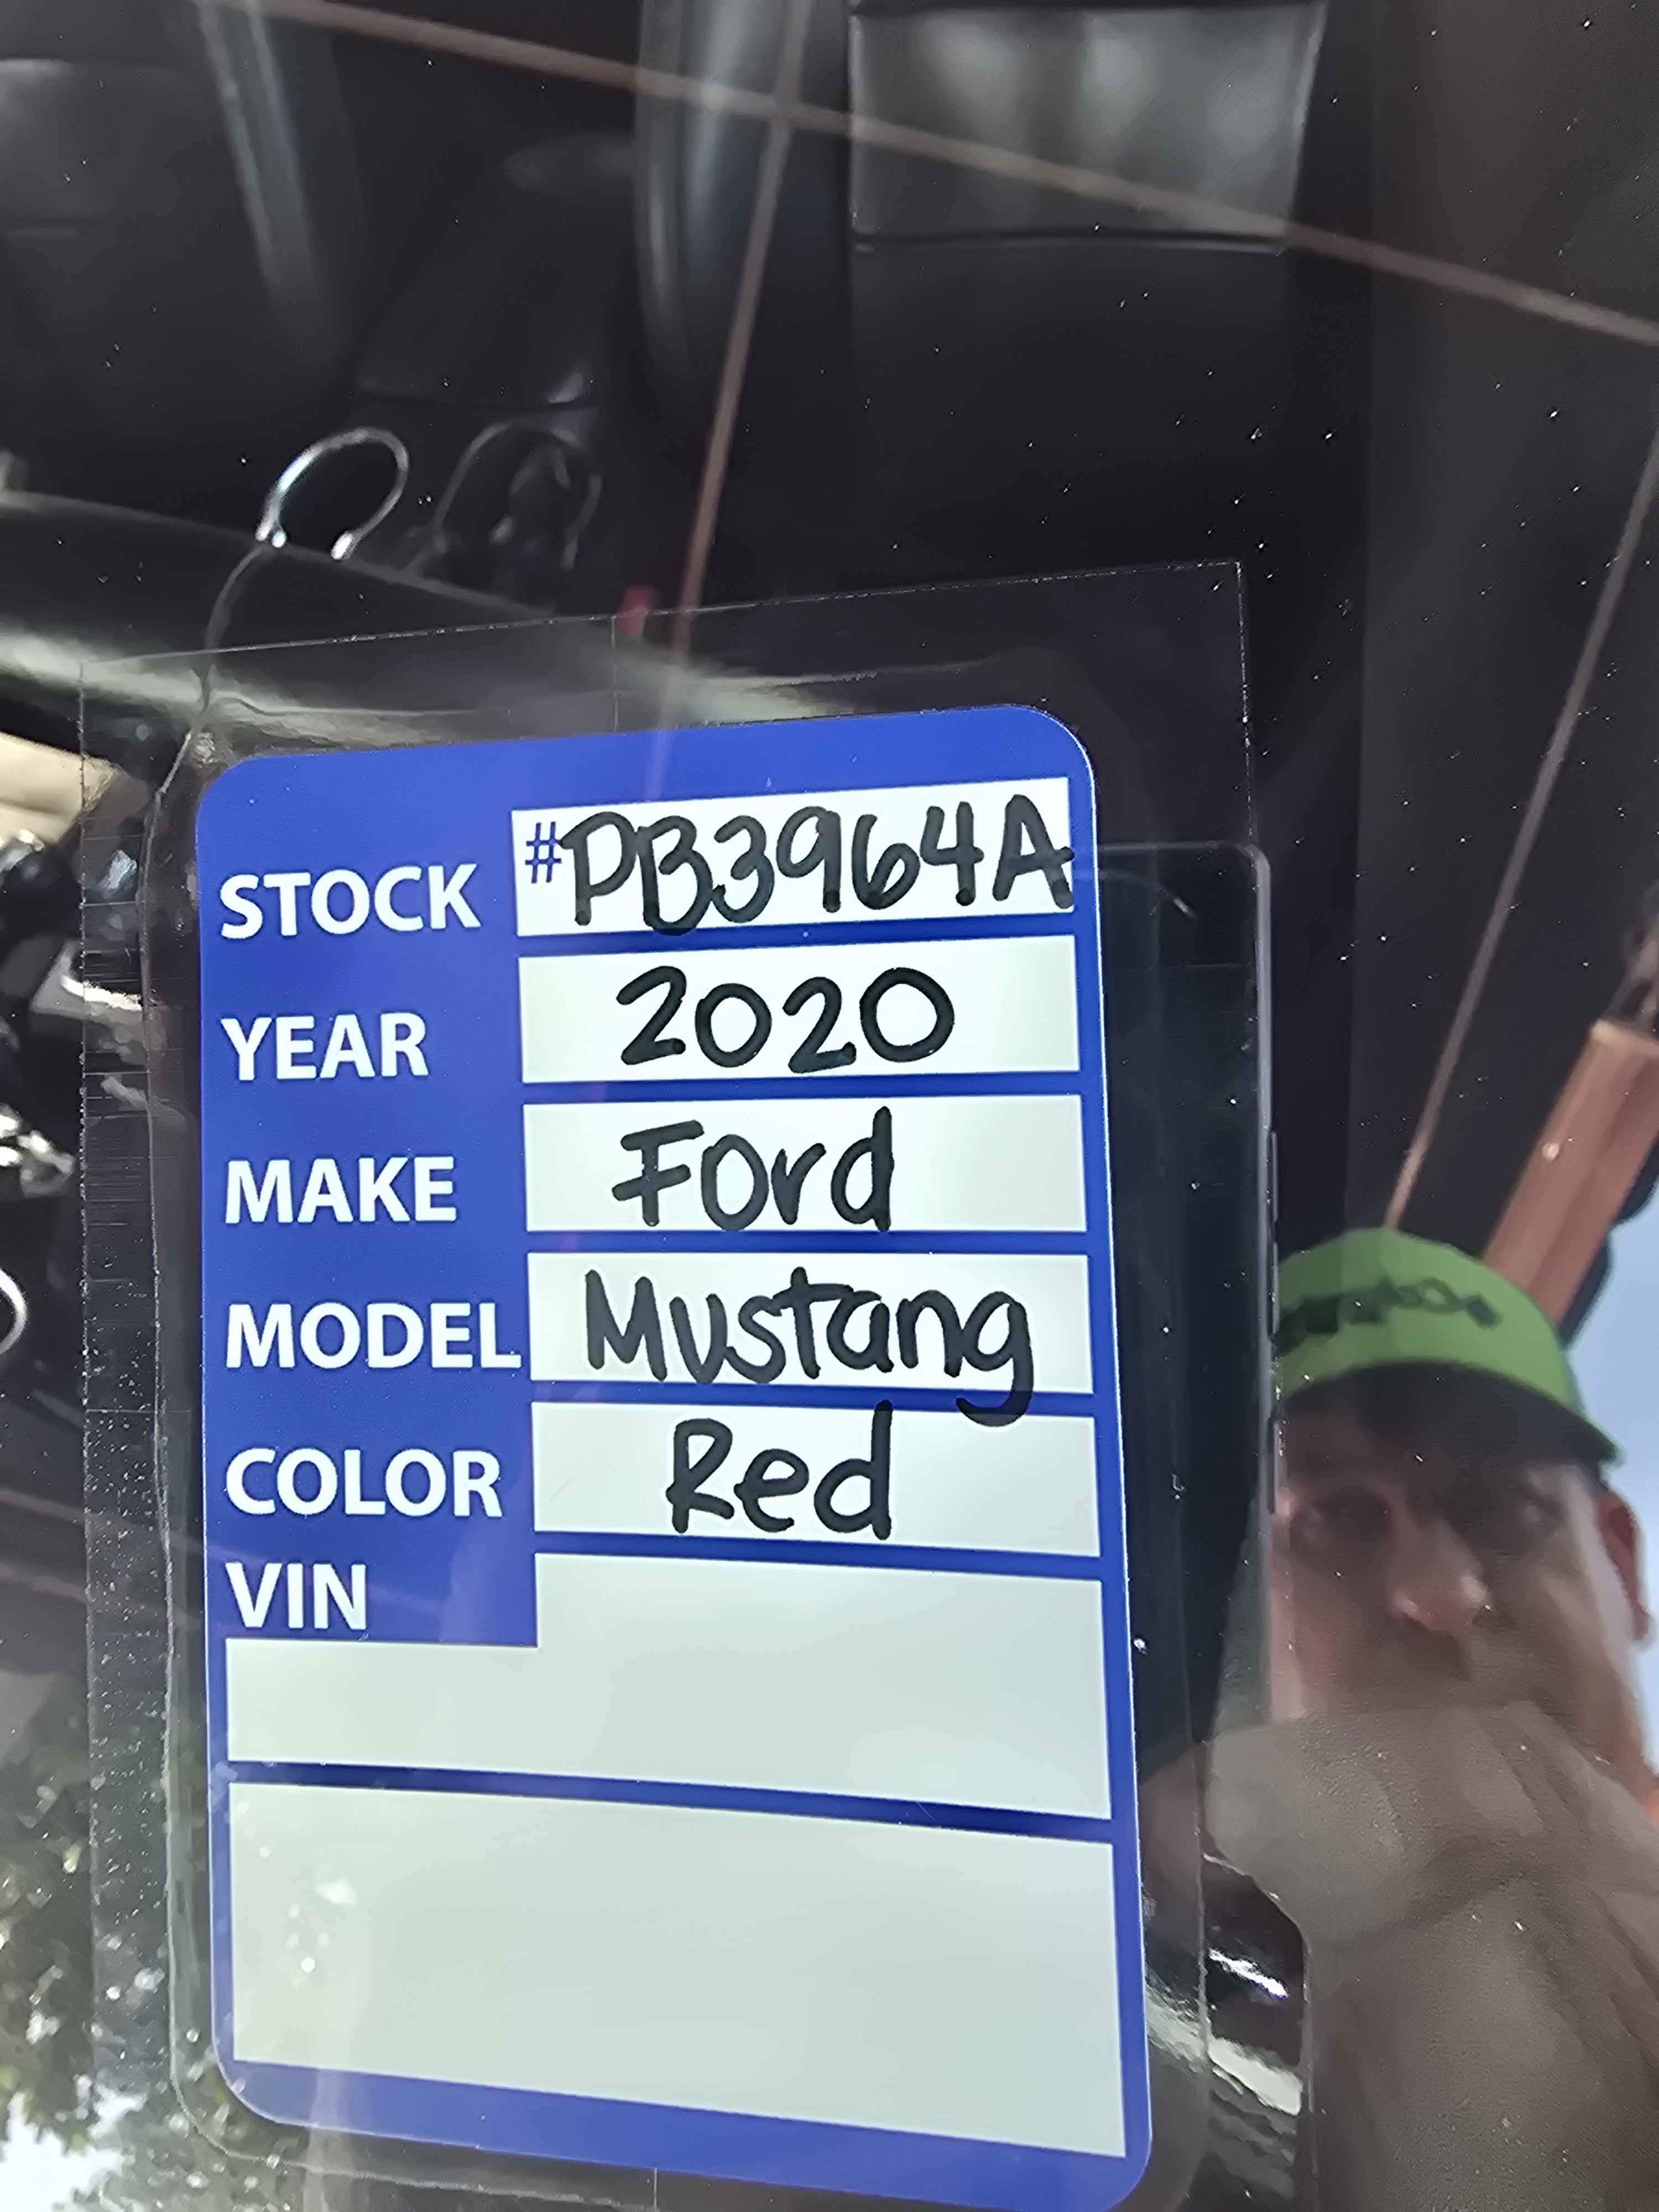 STOCK #PB3964A
YEAR 2020
MAKE Ford
MODEL Mustang
COLOR Red
VIN